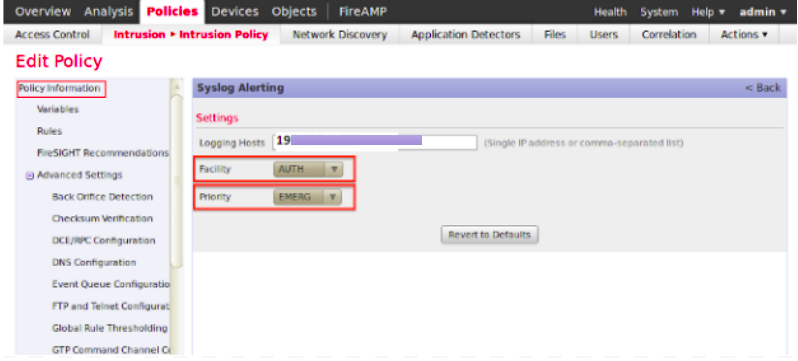 Overview Analysis Policies Devices Objects FireAMP Health System Help ▾ admin ▾
Access Control Intrusion ▸ Intrusion Policy Network Discovery Application Detectors Files Users Correlation Actions ▾
Edit Policy
Policy Information
Variables
Rules
FireSIGHT Recommendations
Advanced Settings
Back Orifice Detection
Checksum Verification
DCE/RPC Configuration
DNS Configuration
Event Queue Configuratio
FTP and Telnet Configurat
Global Rule Thresholding
GTP Command Channel Co
Syslog Alerting < Back
Settings
Logging Hosts 19 (Single IP address or comma-separated list)
Facility AUTH
Priority EMERG
Revert to Defaults